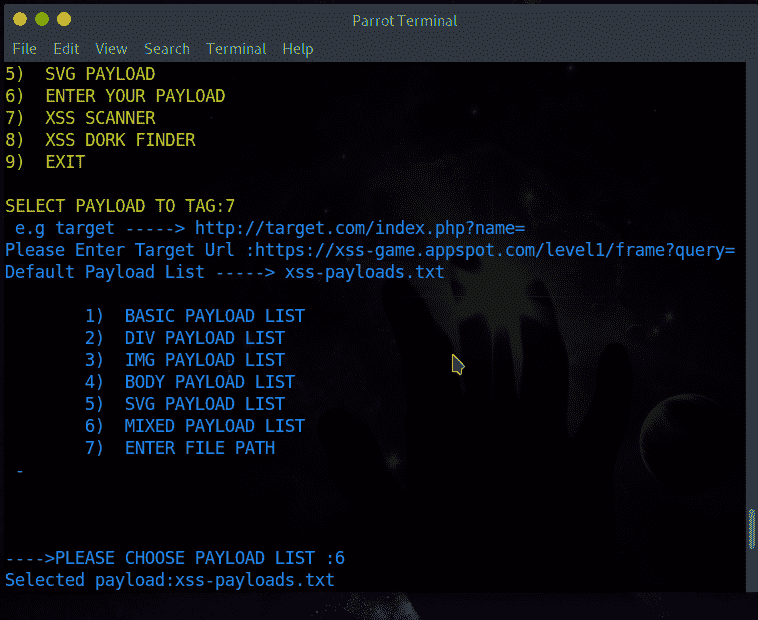 Parrot Terminal
File Edit View Search Terminal Help
5) SVG PAYLOAD
6) ENTER YOUR PAYLOAD
7) XSS SCANNER
8) XSS DORK FINDER
9) EXIT
SELECT PAYLOAD TO TAG:7
e.g target -----> http://target.com/index.php?name=
Please Enter Target Url :https://xss-game.appspot.com/level1/frame?query=
Default Payload List -----> xss-payloads.txt
1) BASIC PAYLOAD LIST
2) DIV PAYLOAD LIST
3) IMG PAYLOAD LIST
4) BODY PAYLOAD LIST
5) SVG PAYLOAD LIST
6) MIXED PAYLOAD LIST
7) ENTER FILE PATH
-
---->PLEASE CHOOSE PAYLOAD LIST :6
Selected payload:xss-payloads.txt